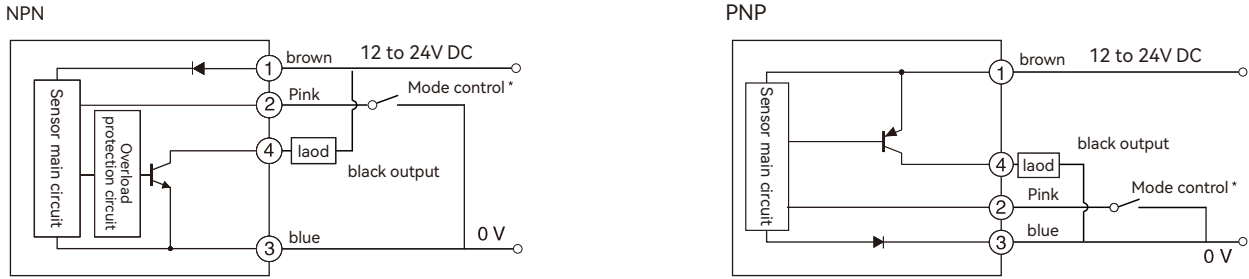 NPN
brown
12 to 24V DC
1
Pink
Mode control *
2
Sensor main circuit
Overload
protection circuit
4
laod
black output
blue
0 V
3
PNP
brown
12 to 24V DC
1
Sensor main circuit
black output
4
laod
Pink
Mode control *
2
blue
3
0 V